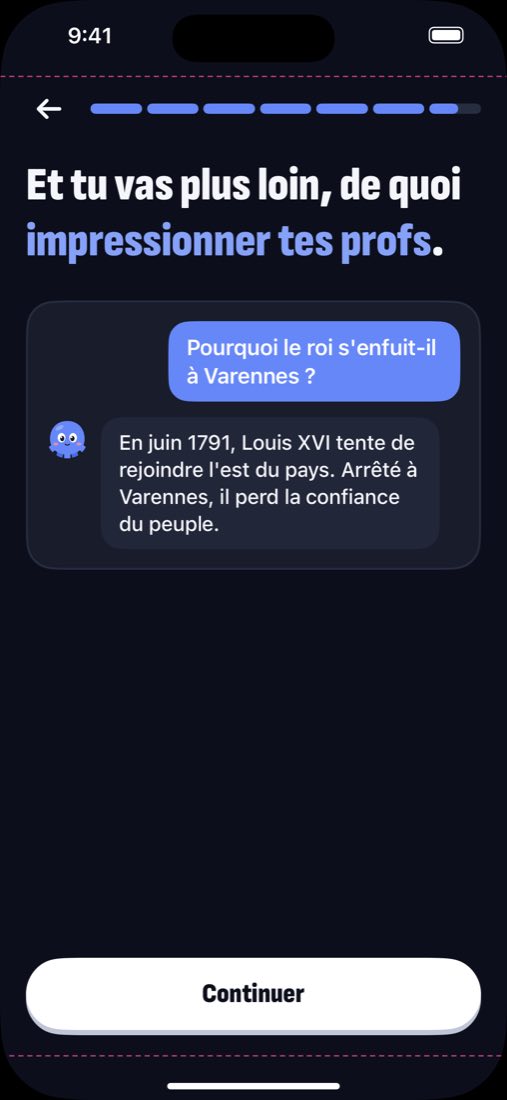 9:41
Et tu vas plus loin, de quoi
impressionner tes profs.
Pourquoi le roi s'enfuit-il
à Varennes ?
En juin 1791, Louis XVI tente de
rejoindre l'est du pays. Arrêté à
Varennes, il perd la confiance
du peuple.
Continuer